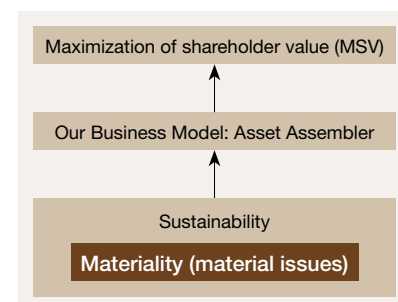 Maximization of shareholder value (MSV)
Our Business Model: Asset Assembler
Sustainability
Materiality (material issues)